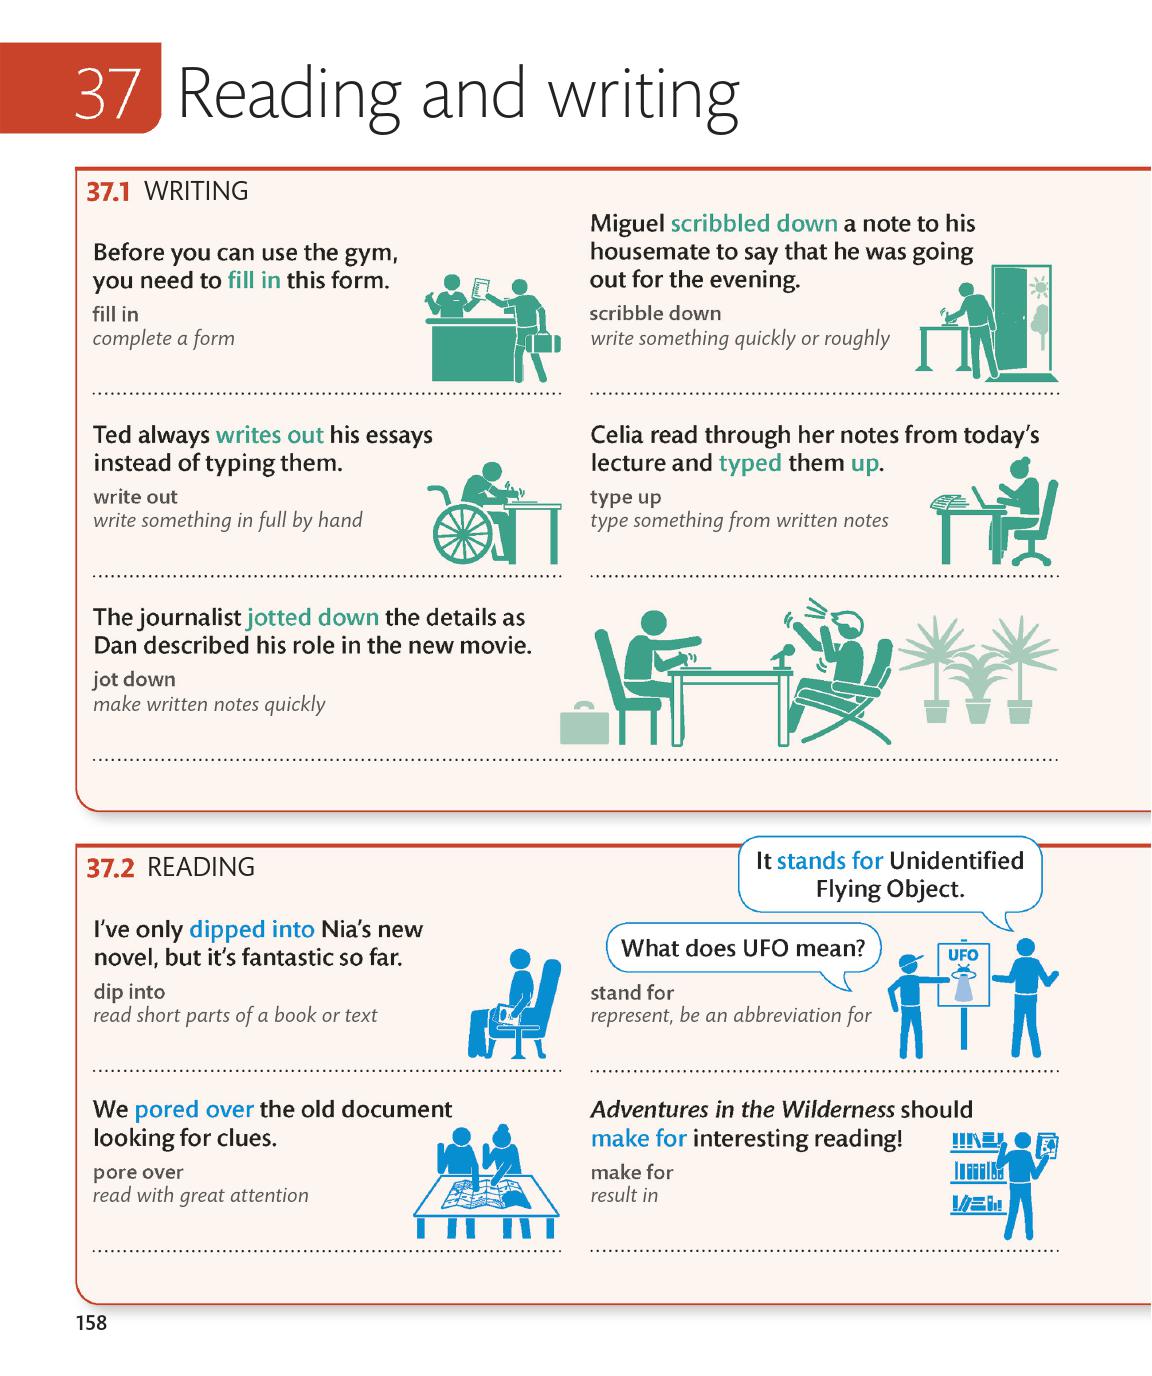 37 Reading and writing
37.1 WRITING
Before you can use the gym,
you need to fill in this form.
fill in
complete a form
Miguel scribbled down a note to his
housemate to say that he was going
out for the evening.
scribble down
write something quickly or roughly
Ted always writes out his essays
instead of typing them.
write out
write something in full by hand
Celia read through her notes from today's
lecture and typed them up.
type up
type something from written notes
The journalist jotted down the details as
Dan described his role in the new movie.
jot down
make written notes quickly
37.2 READING
I've only dipped into Nia's new
novel, but it's fantastic so far.
dip into
read short parts of a book or text
It stands for Unidentified
Flying Object.
What does UFO mean?
UFO
stand for
represent, be an abbreviation for
We pored over the old document
looking for clues.
pore over
read with great attention
Adventures in the Wilderness should
make for interesting reading!
make for
result in
158